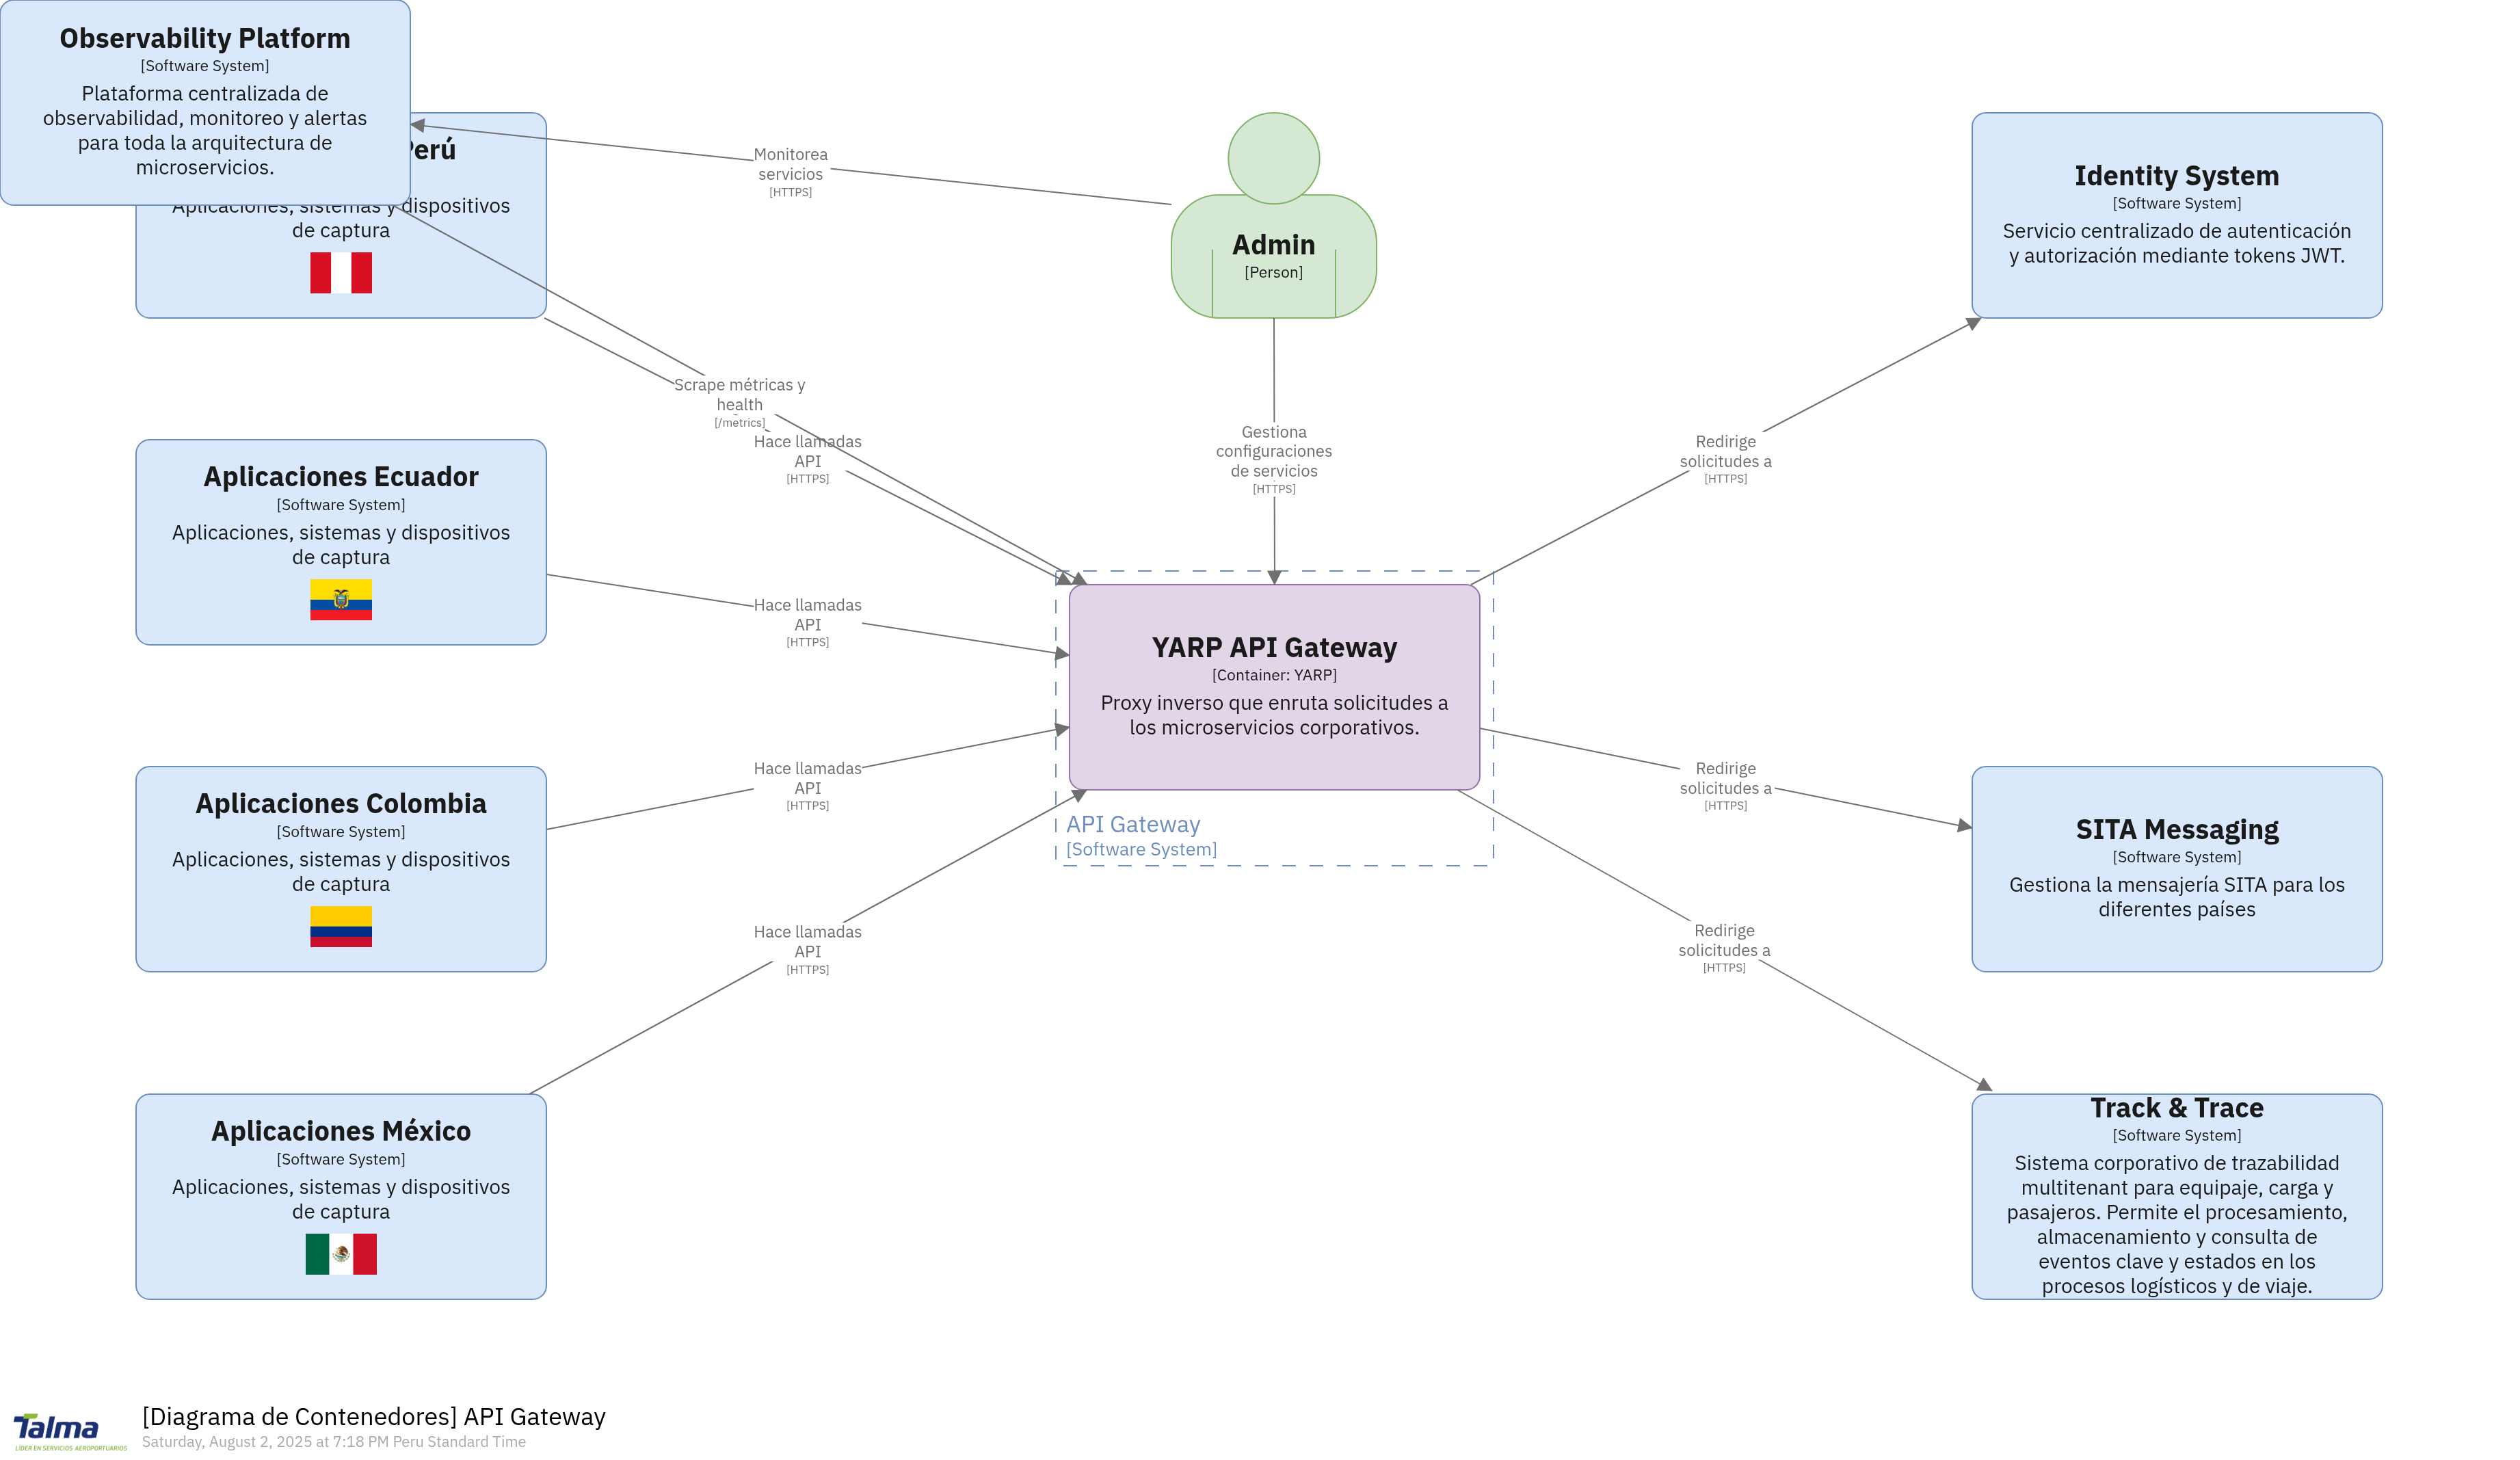 Observability Platform
[Software System]
Plataforma centralizada de
observabilidad, monitoreo y alertas
para toda la arquitectura de
microservicios.
Perú
Aplicaciones, sistemas y dispositivos
de captura
Monitorea
servicios
[HTTPS]
Admin
[Person]
Identity System
[Software System]
Servicio centralizado de autenticación
y autorización mediante tokens JWT.
Scrape métricas y
health
[/metrics]
Hace llamadas
API
[HTTPS]
Gestiona
configuraciones
de servicios
[HTTPS]
Redirige
solicitudes a
[HTTPS]
Aplicaciones Ecuador
[Software System]
Aplicaciones, sistemas y dispositivos
de captura
Hace llamadas
API
[HTTPS]
YARP API Gateway
[Container: YARP]
Proxy inverso que enruta solicitudes a
los microservicios corporativos.
API Gateway
[Software System]
Aplicaciones Colombia
[Software System]
Aplicaciones, sistemas y dispositivos
de captura
Hace llamadas
API
[HTTPS]
Redirige
solicitudes a
[HTTPS]
SITA Messaging
[Software System]
Gestiona la mensajería SITA para los
diferentes países
Hace llamadas
API
[HTTPS]
Redirige
solicitudes a
[HTTPS]
Aplicaciones México
[Software System]
Aplicaciones, sistemas y dispositivos
de captura
Track & Trace
[Software System]
Sistema corporativo de trazabilidad
multitenant para equipaje, carga y
pasajeros. Permite el procesamiento,
almacenamiento y consulta de
eventos clave y estados en los
procesos logísticos y de viaje.
Talma
LÍDER EN SERVICIOS AEROPORTUARIOS
[Diagrama de Contenedores] API Gateway
Saturday, August 2, 2025 at 7:18 PM Peru Standard Time